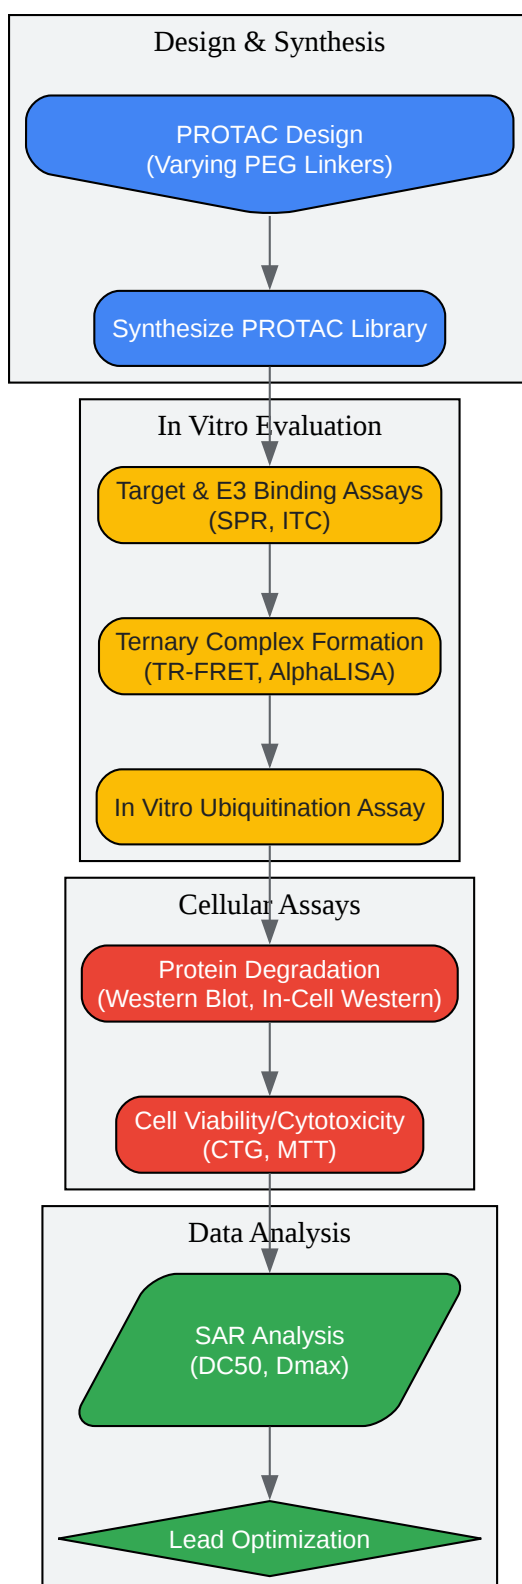 Design & Synthesis
PROTAC Design
(Varying PEG Linkers)
Synthesize PROTAC Library
In Vitro Evaluation
Target & E3 Binding Assays
(SPR, ITC)
Ternary Complex Formation
(TR-FRET, AlphaLISA)
In Vitro Ubiquitination Assay
Cellular Assays
Protein Degradation
(Western Blot, In-Cell Western)
Cell Viability/Cytotoxicity
(CTG, MTT)
Data Analysis
SAR Analysis
(DC50, Dmax)
Lead Optimization